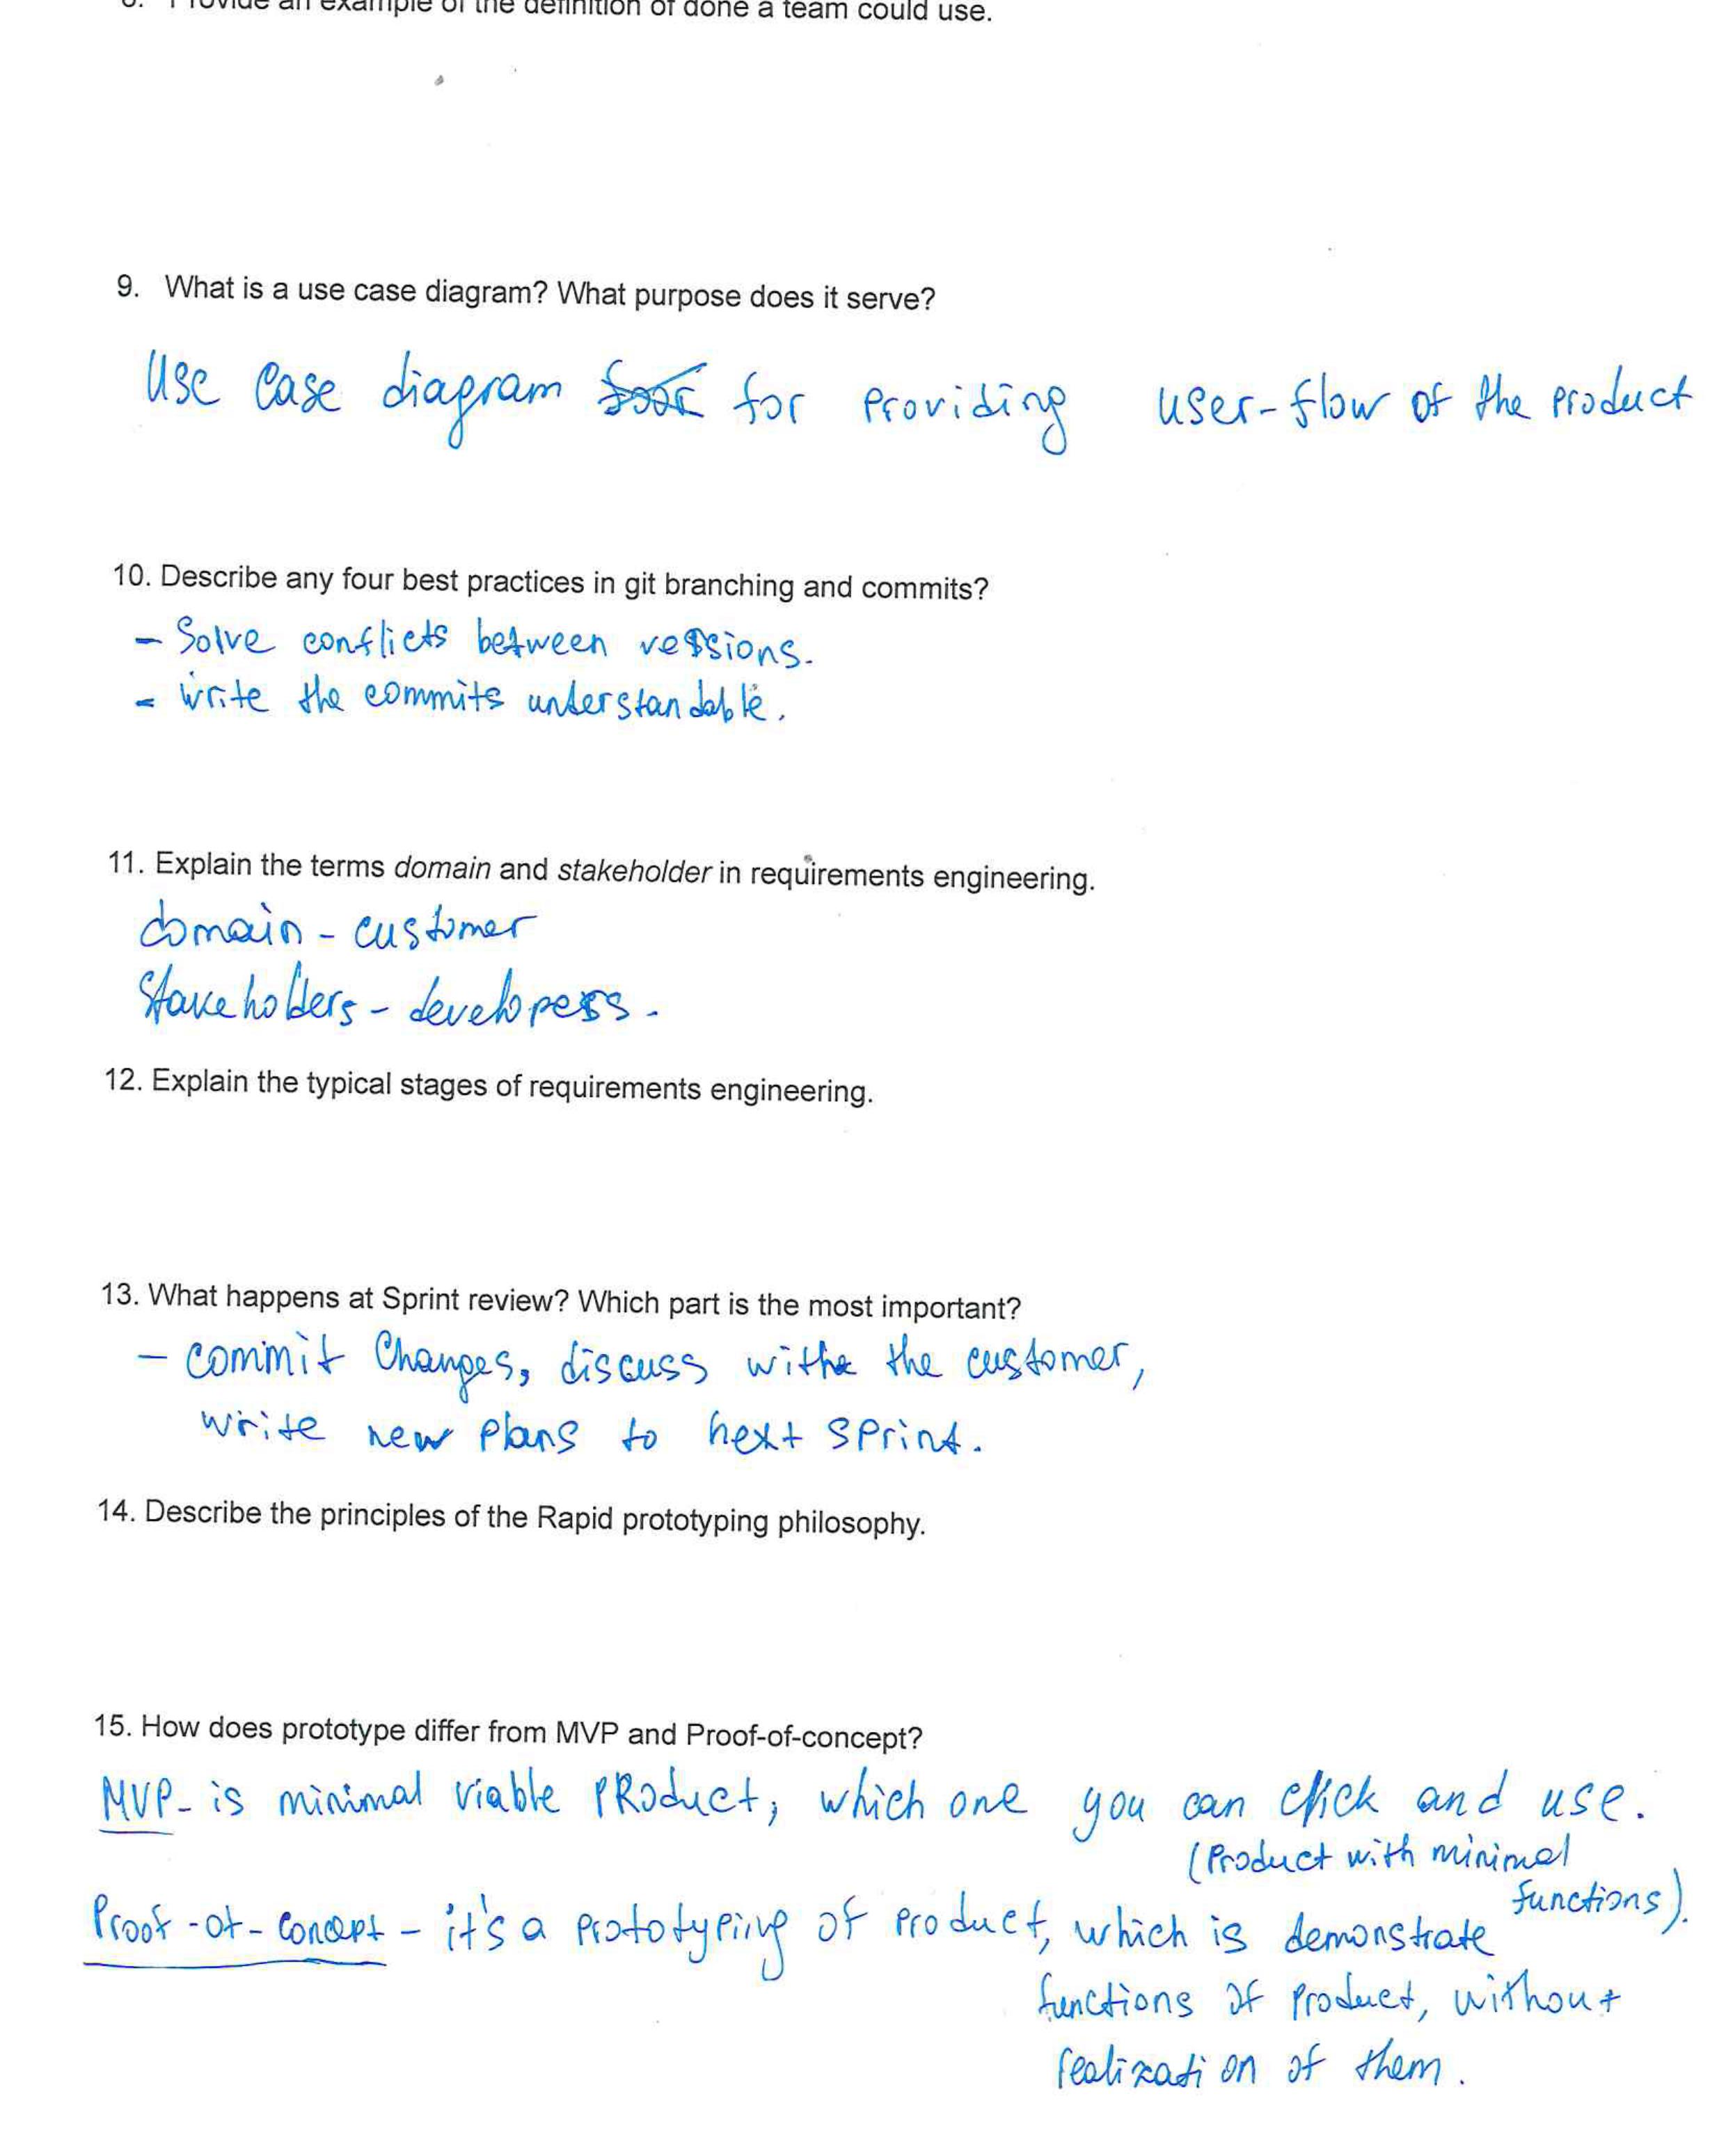 8. Provide an example of the definition of done a team could use.
9. What is a use case diagram? What purpose does it serve?
Use Case diagram for providing user-flow of the product
10. Describe any four best practices in git branching and commits?
- Solve conflicts between versions.
- write the commits understandable.
11. Explain the terms domain and stakeholder in requirements engineering.
domain - customer
Stakeholders - developers.
12. Explain the typical stages of requirements engineering.
13. What happens at Sprint review? Which part is the most important?
- commit Changes, discuss with the customer,
write new plans to next sprint.
14. Describe the principles of the Rapid prototyping philosophy.
15. How does prototype differ from MVP and Proof-of-concept?
MVP - is minimal viable PRoduct, which one you can click and use.
(Product with minimal
functions).
Proof-of-Concept - it's a prototyping of product, which is demonstrate
functions of product, without
realization of them.